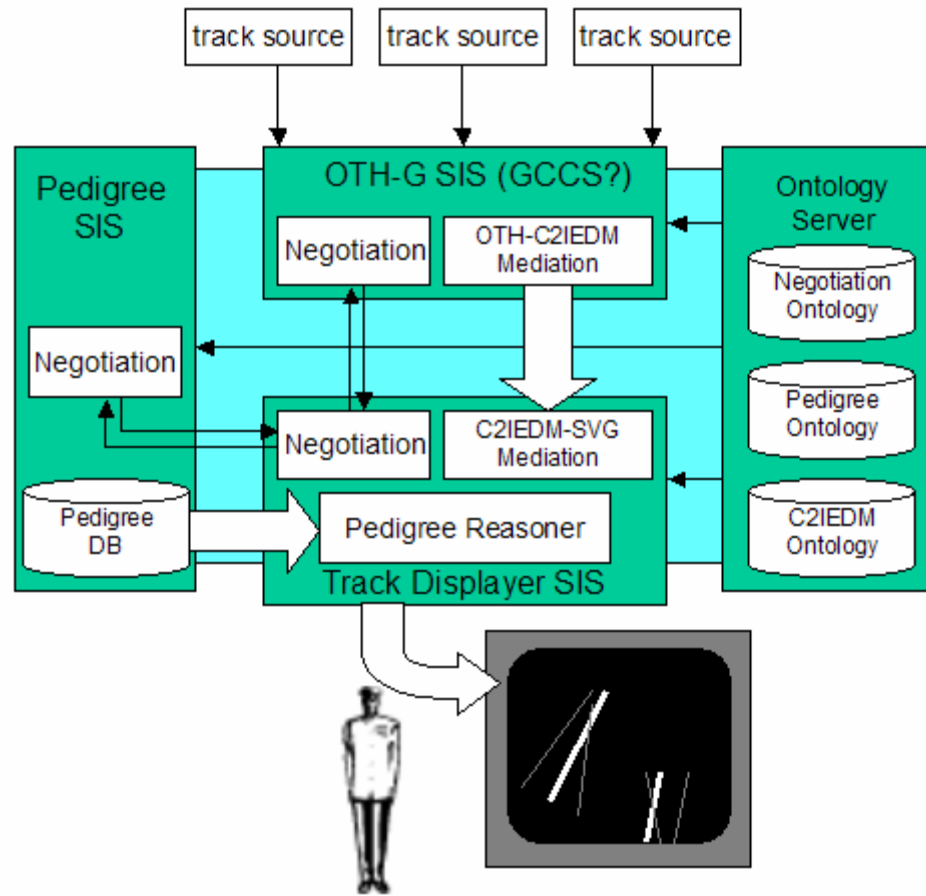 track source
track source
track source
Pedigree
SIS
OTH-G SIS (GCCS?)
Ontology
Server
Negotiation
OTH-C2IEDM
Mediation
Negotiation
Ontology
Negotiation
Pedigree
Ontology
Negotiation
C2IEDM-SVG
Mediation
Pedigree
DB
Pedigree Reasoner
C2IEDM
Ontology
Track Displayer SIS